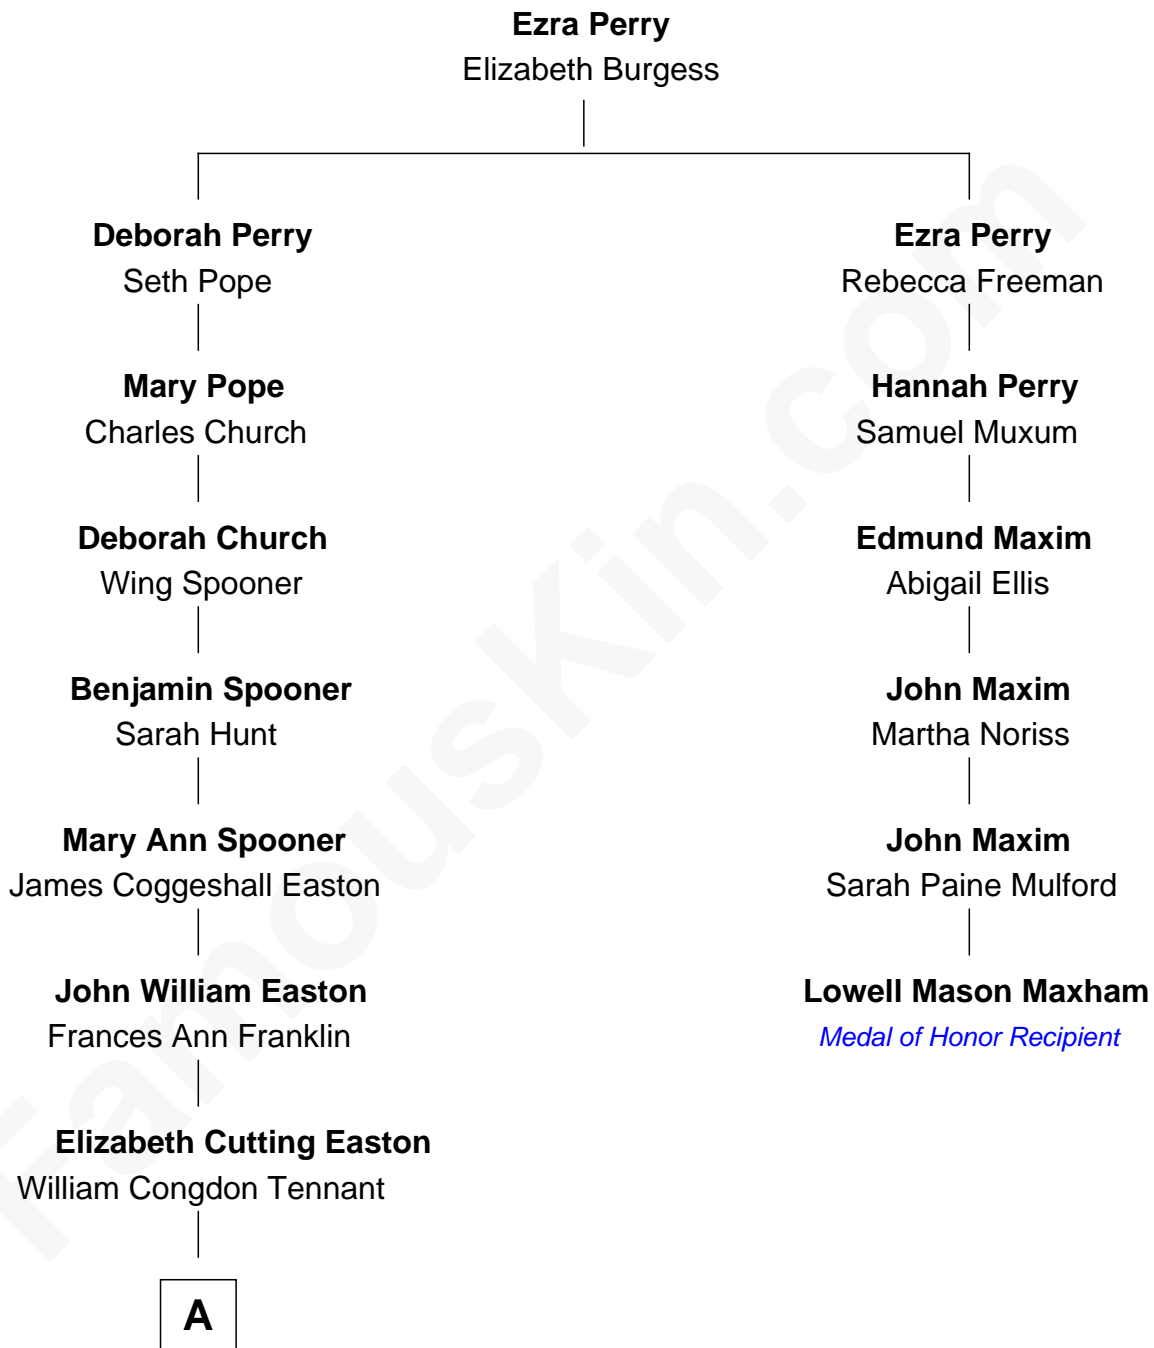 Ezra Perry
Elizabeth Burgess
Deborah Perry
Seth Pope
Ezra Perry
Rebecca Freeman
Mary Pope
Charles Church
Hannah Perry
Samuel Muxum
Deborah Church
Wing Spooner
Edmund Maxim
Abigail Ellis
Benjamin Spooner
Sarah Hunt
John Maxim
Martha Noriss
Mary Ann Spooner
James Coggeshall Easton
John Maxim
Sarah Paine Mulford
John William Easton
Frances Ann Franklin
Lowell Mason Maxham
Medal of Honor Recipient
Elizabeth Cutting Easton
William Congdon Tennant
A
FamousKin.com